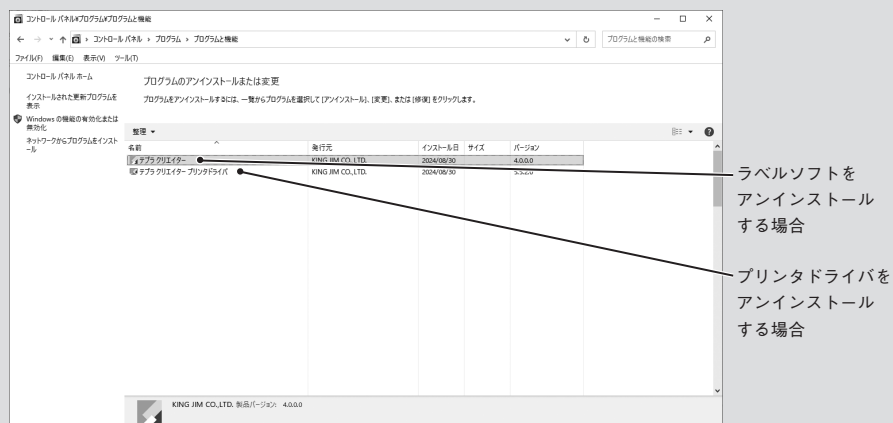 コントロール パネル¥プログラム¥プログラムと機能
コントロール パネル › プログラム › プログラムと機能
プログラムと機能の検索
ファイル(F) 編集(E) 表示(V) ツール(T)
コントロール パネル ホーム
インストールされた更新プログラムを
表示
Windows の機能の有効化または
無効化
ネットワークからプログラムをインスト
ール
プログラムのアンインストールまたは変更
プログラムをアンインストールするには、一覧からプログラムを選択して [アンインストール]、[変更]、または [修復] をクリックします。
整理
名前 発行元 インストール日 サイズ バージョン
テプラ クリエイター KING JIM CO., LTD. 2024/08/30 4.0.0.0
テプラ クリエイター プリンタドライバ KING JIM CO.,LTD. 2024/08/30 5.5.2.0
KING JIM CO.,LTD. 製品バージョン: 4.0.0.0
ラベルソフトを
アンインストール
する場合
プリンタドライバを
アンインストール
する場合